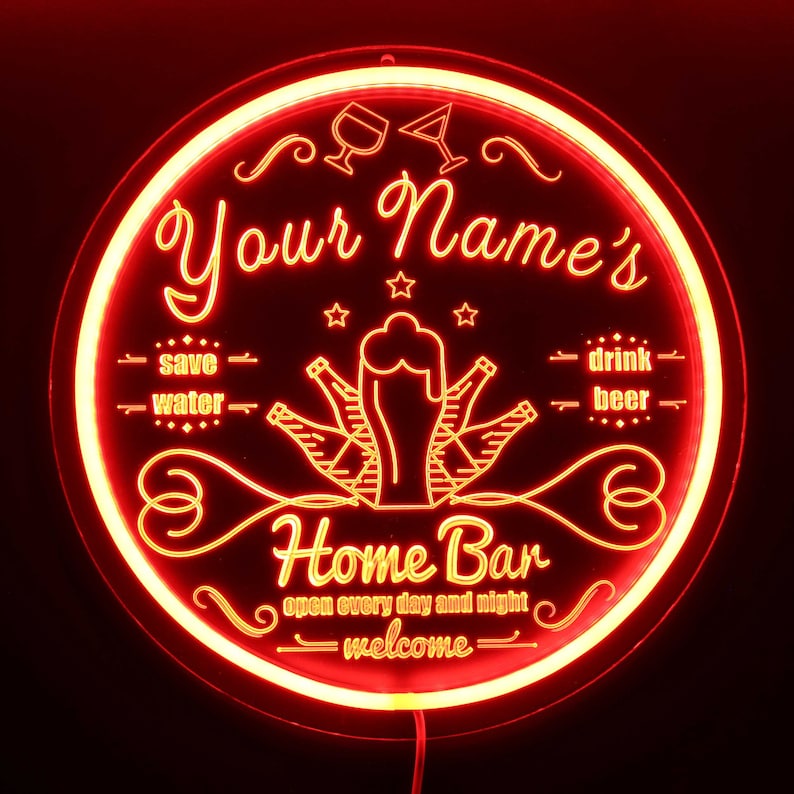 Your Name's
save
water
drink
beer
Home Bar
open every day and night
welcome